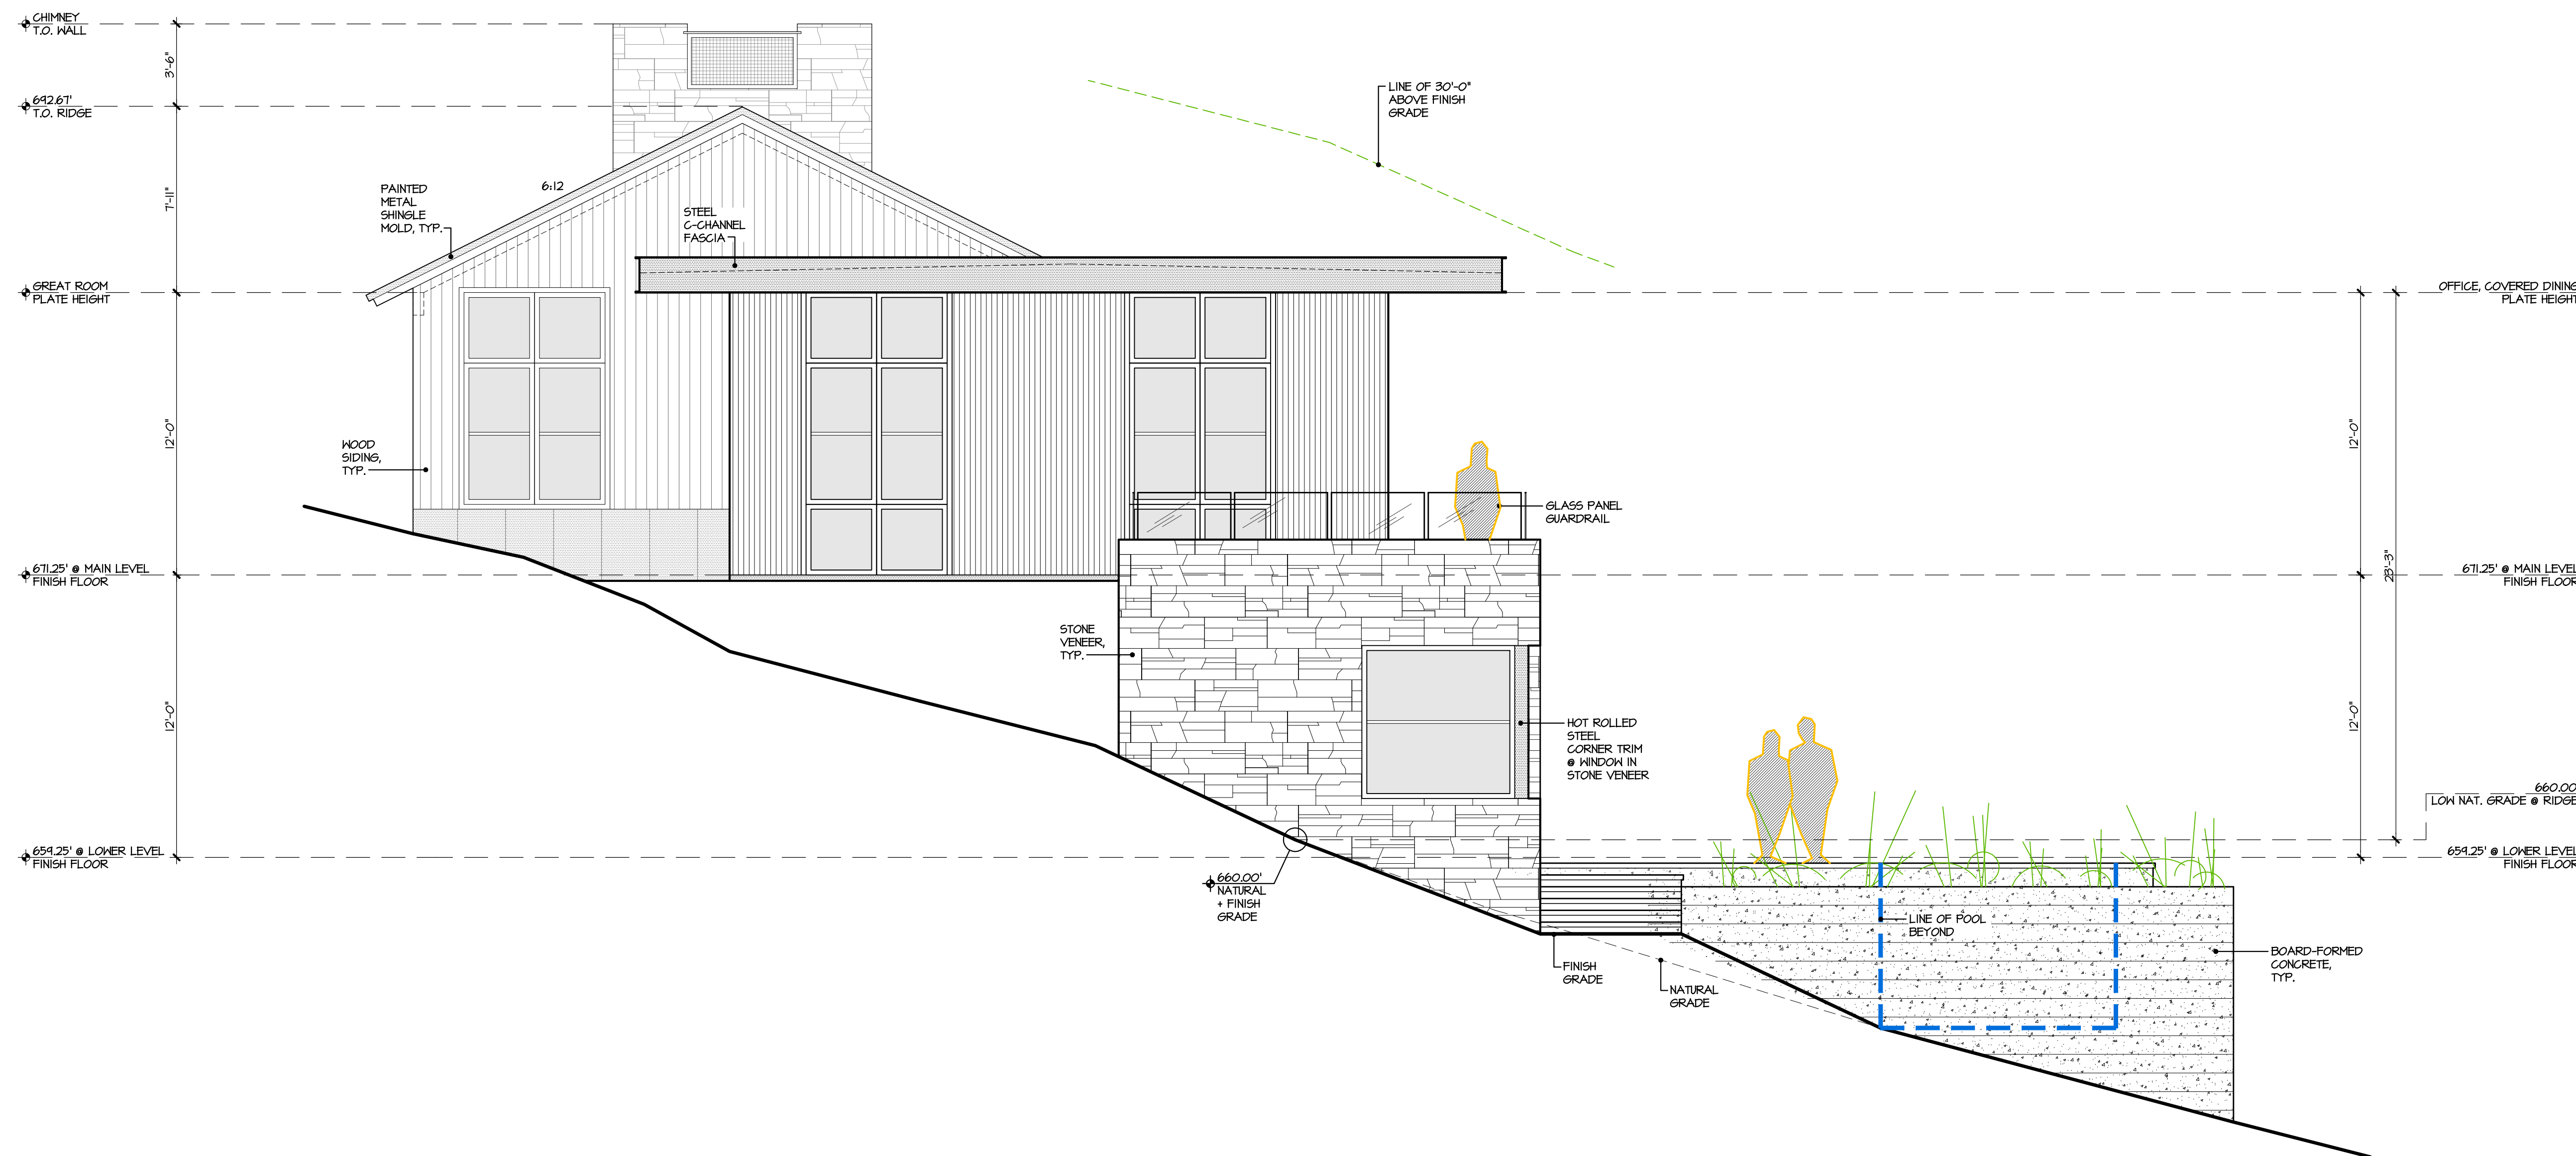 CHIMNEY
T.O. WALL
3'-6"
692.67'
T.O. RIDGE
7'-11"
GREAT ROOM
PLATE HEIGHT
12'-0"
671.25' @ MAIN LEVEL
FINISH FLOOR
12'-0"
659.25' @ LOWER LEVEL
FINISH FLOOR
PAINTED
METAL
SHINGLE
MOLD, TYP.
6:12
STEEL
C-CHANNEL
FASCIA
WOOD
SIDING,
TYP.
LINE OF 30'-0"
ABOVE FINISH
GRADE
GLASS PANEL
GUARDRAIL
STONE
VENEER,
TYP.
HOT ROLLED
STEEL
CORNER TRIM
@ WINDOW IN
STONE VENEER
660.00'
NATURAL
+ FINISH
GRADE
FINISH
GRADE
NATURAL
GRADE
LINE OF POOL
BEYOND
BOARD-FORMED
CONCRETE,
TYP.
OFFICE, COVERED DINING
PLATE HEIGHT
12'-0"
23'-3"
671.25' @ MAIN LEVEL
FINISH FLOOR
12'-0"
660.00
LOW NAT. GRADE @ RIDGE
659.25' @ LOWER LEVEL
FINISH FLOOR